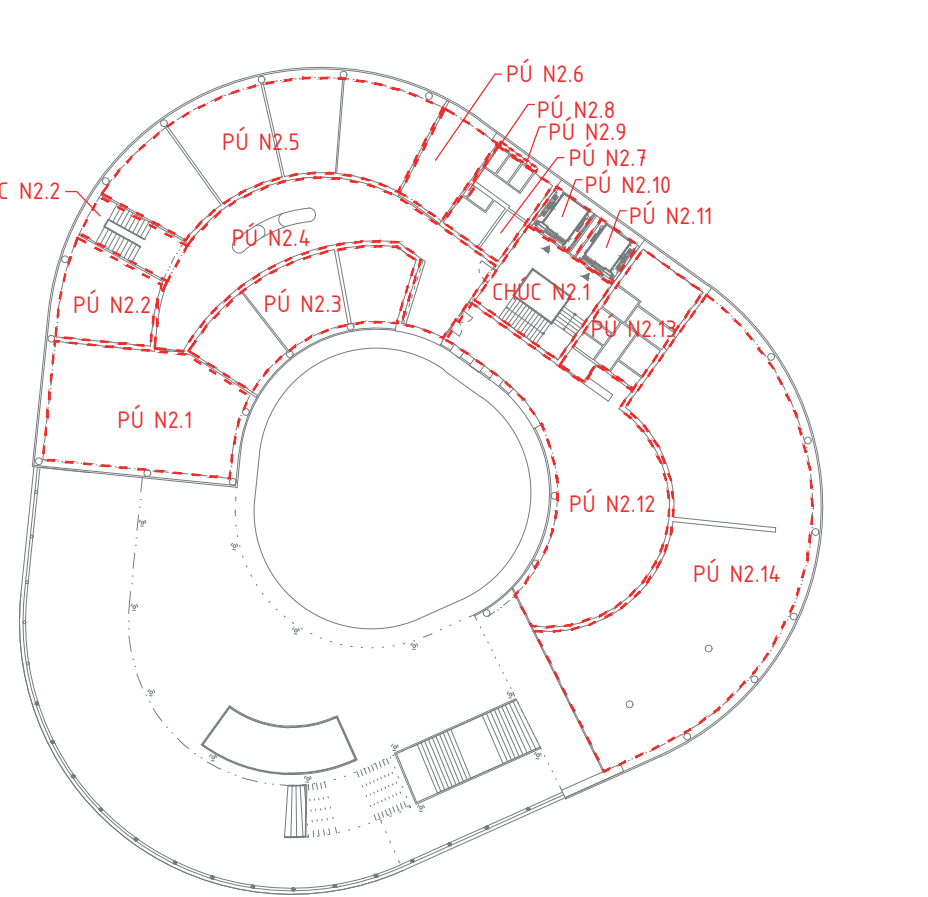 PÚ N2.6
PÚ N2.8
PÚ N2.9
PÚ N2.5
PÚ N2.7
PÚ N2.10
C N2.2
PÚ N2.11
PÚ N2.4
CHÚC N2.1
PÚ N2.2
PÚ N2.3
PÚ N2.13
PÚ N2.1
PÚ N2.12
PÚ N2.14